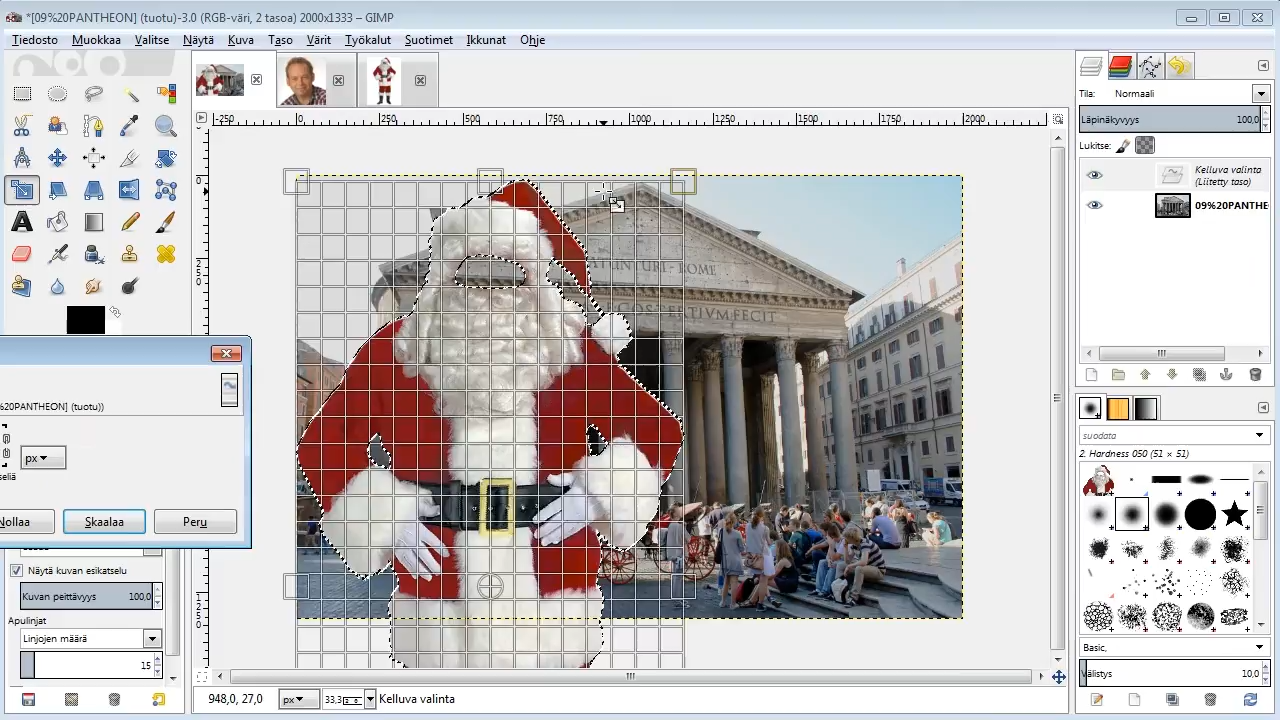 *[09%20PANTHEON] (tuotu)-3.0 (RGB-väri, 2 tasoa) 2000x1333 – GIMP
Tiedosto Muokkaa Valitse Näytä Kuva Taso Värit Työkalut Suotimet Ikkunat Ohje
Tila: Normaali
-250 0 250 500 750 1000 1250 1500 1750 2000
Läpinäkyvyys 100,0
Lukitse:
Kelluva valinta
(Liitetty taso)
09%20PANTHE
ROME
FECIT
%20PANTHEON] (tuotu))
px
seliä
Nollaa Skaalaa Peru
suodata
2. Hardness 050 (51 × 51)
Näytä kuvan esikatselu
Kuvan peittävyys 100,0
Apulinjat
Linjojen määrä
15
Basic,
Välistys 10,0
948,0, 27,0 px 33,3 Kelluva valinta